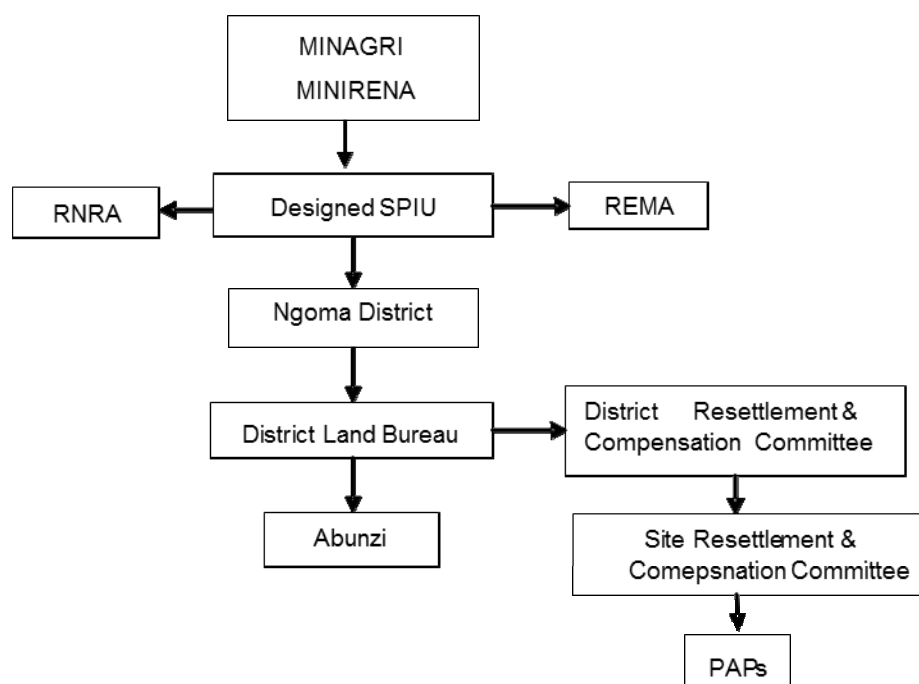 MINAGRI
MINIRENA
RNRA
Designed SPIU
REMA
Ngoma District
District Land Bureau
District Resettlement &
Compensation Committee
Abunzi
Site Resettlement &
Comepsnation Committee
PAPs